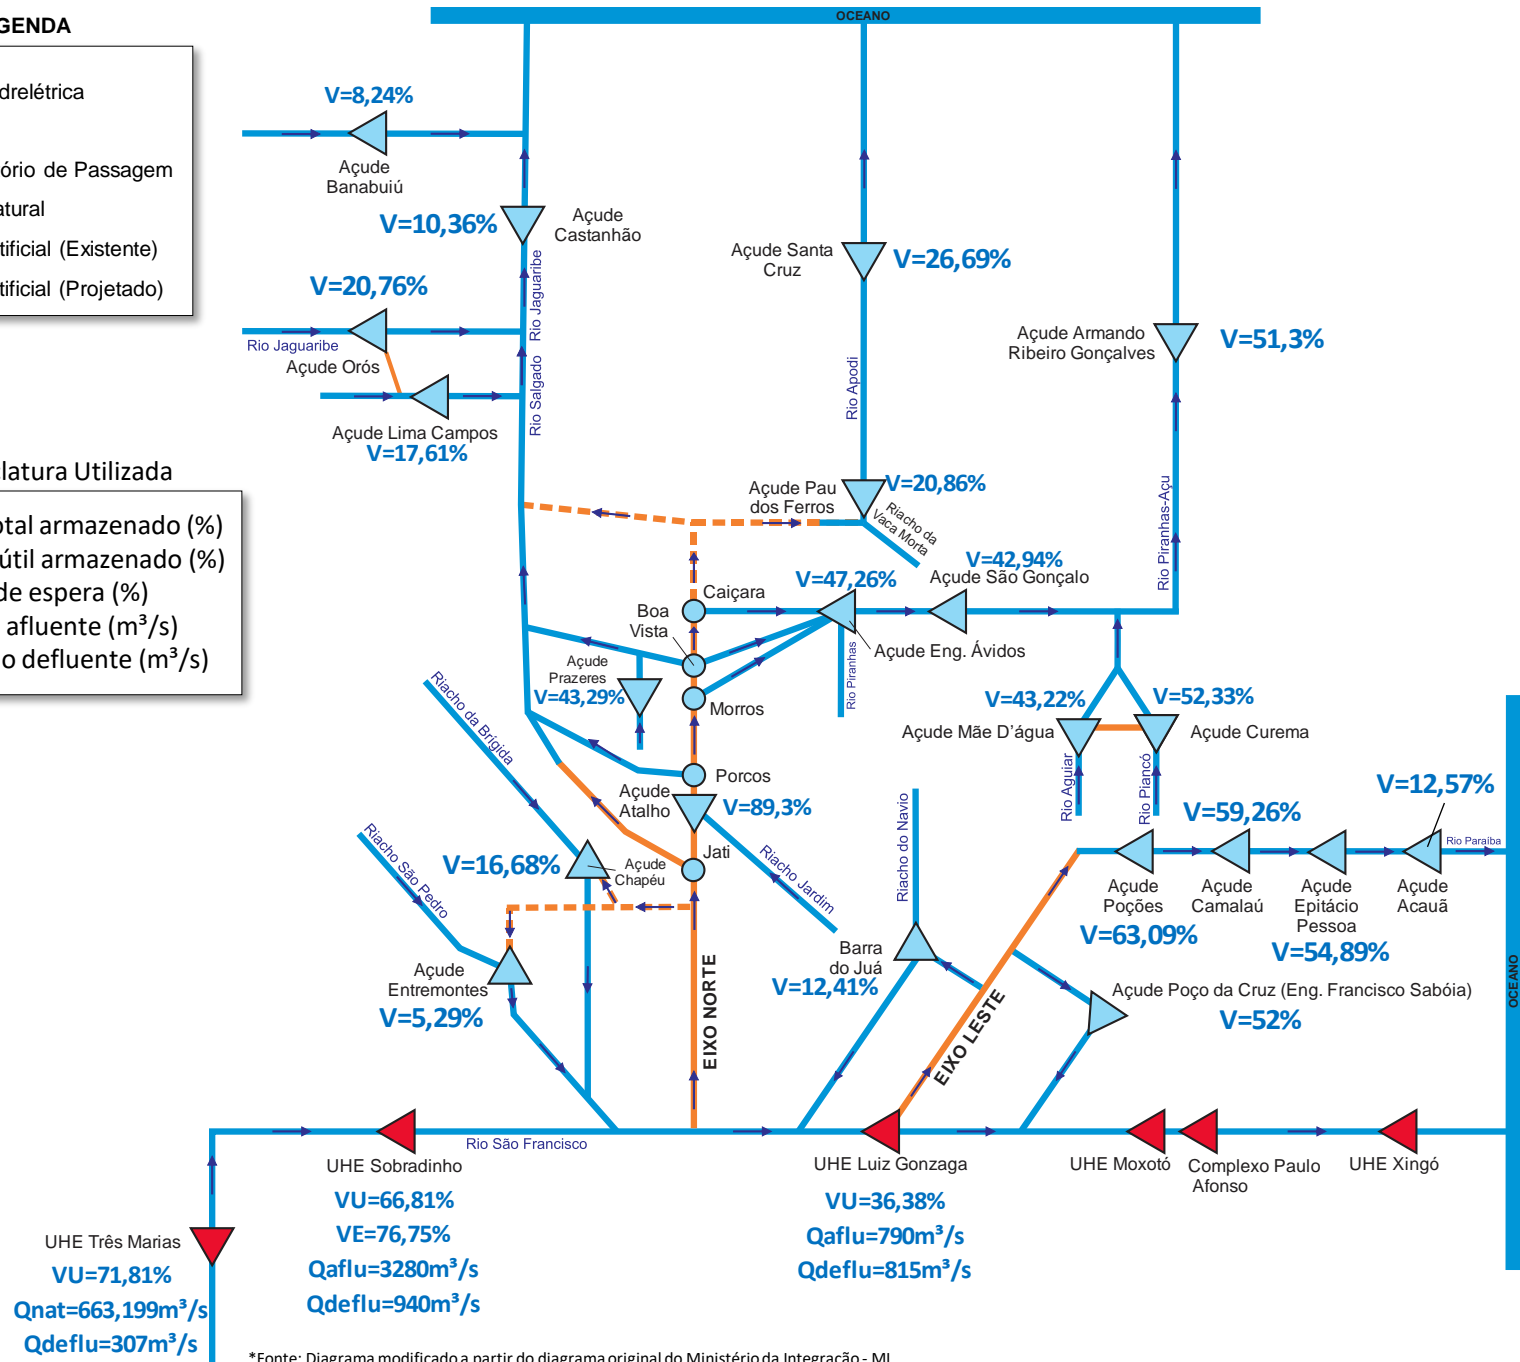 OCEANO
GENDA
drelétrica
tório de Passagem
atural
tificial (Existente)
tificial (Projetado)
V=8,24%
Açude
Banabuiú
V=10,36%
Açude
Castanhão
V=20,76%
Rio Jaguaribe
Açude Orós
Rio Jaguaribe
Rio Salgado
Açude Lima Campos
V=17,61%
Açude Santa
Cruz
V=26,69%
Rio Apodi
Açude Armando
Ribeiro Gonçalves
V=51,3%
Rio Piranhas-Açu
clatura Utilizada
otal armazenado (%)
útil armazenado (%)
de espera (%)
afluente (m³/s)
o defluente (m³/s)
Açude Pau
dos Ferros
V=20,86%
Riacho da
Vaca Morta
V=42,94%
Açude São Gonçalo
V=47,26%
Caiçara
Boa
Vista
Açude Eng. Ávidos
Rio Piranhas
Açude
Prazeres
V=43,29%
Morros
Riacho da Brígida
Porcos
Açude
Atalho
V=89,3%
Jati
Riacho Jardim
V=43,22%
V=52,33%
Açude Mãe D'água
Açude Curema
Rio Aguiar
Rio Piancó
V=12,57%
V=59,26%
Rio Paraíba
Açude
Poções
V=63,09%
Açude
Camalaú
Açude
Epitácio
Pessoa
V=54,89%
Açude
Acauã
Riacho São Pedro
V=16,68%
Açude
Chapéu
Riacho do Navio
Açude
Entremontes
V=5,29%
EIXO NORTE
Barra
do Juá
V=12,41%
EIXO LESTE
Açude Poço da Cruz (Eng. Francisco Sabóia)
V=52%
OCEANO
Rio São Francisco
UHE Sobradinho
VU=66,81%
VE=76,75%
Qaflu=3280m³/s
Qdeflu=940m³/s
UHE Luiz Gonzaga
VU=36,38%
Qaflu=790m³/s
Qdeflu=815m³/s
UHE Moxotó
Complexo Paulo
Afonso
UHE Xingó
UHE Três Marias
VU=71,81%
Qnat=663,199m³/s
Qdeflu=307m³/s
*Fonte: Diagrama modificado a partir do diagrama original do Ministério da Integração - MI